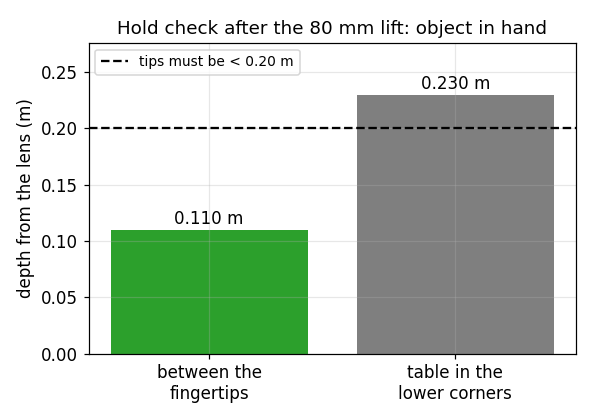 Hold check after the 80 mm lift: object in hand
tips must be < 0.20 m
depth from the lens (m)
0.25
0.20
0.15
0.10
0.05
0.00
0.110 m
0.230 m
between the
fingertips
table in the
lower corners